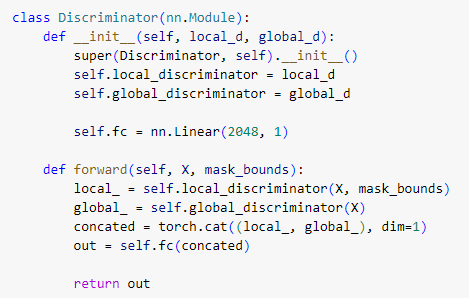 class Discriminator(nn.Module):
    def __init__(self, local_d, global_d):
        super(Discriminator, self).__init__()
        self.local_discriminator = local_d
        self.global_discriminator = global_d

        self.fc = nn.Linear(2048, 1)

    def forward(self, X, mask_bounds):
        local_ = self.local_discriminator(X, mask_bounds)
        global_ = self.global_discriminator(X)
        concated = torch.cat((local_, global_), dim=1)
        out = self.fc(concated)

        return out